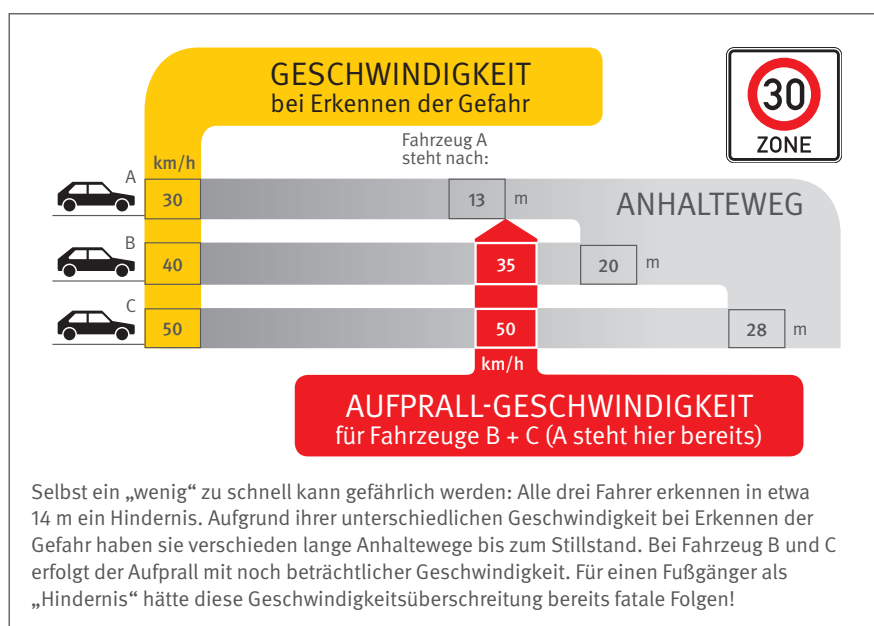 GESCHWINDIGKEIT
bei Erkennen der Gefahr
30
ZONE
Fahrzeug A
steht nach:
km/h
A
30
13 m
ANHALTEWEG
B
40
35
20 m
C
50
50
28 m
km/h
AUFPRALL-GESCHWINDIGKEIT
für Fahrzeuge B + C (A steht hier bereits)
Selbst ein „wenig“ zu schnell kann gefährlich werden: Alle drei Fahrer erkennen in etwa
14 m ein Hindernis. Aufgrund ihrer unterschiedlichen Geschwindigkeit bei Erkennen der
Gefahr haben sie verschieden lange Anhaltewege bis zum Stillstand. Bei Fahrzeug B und C
erfolgt der Aufprall mit noch beträchtlicher Geschwindigkeit. Für einen Fußgänger als
„Hindernis“ hätte diese Geschwindigkeitsüberschreitung bereits fatale Folgen!